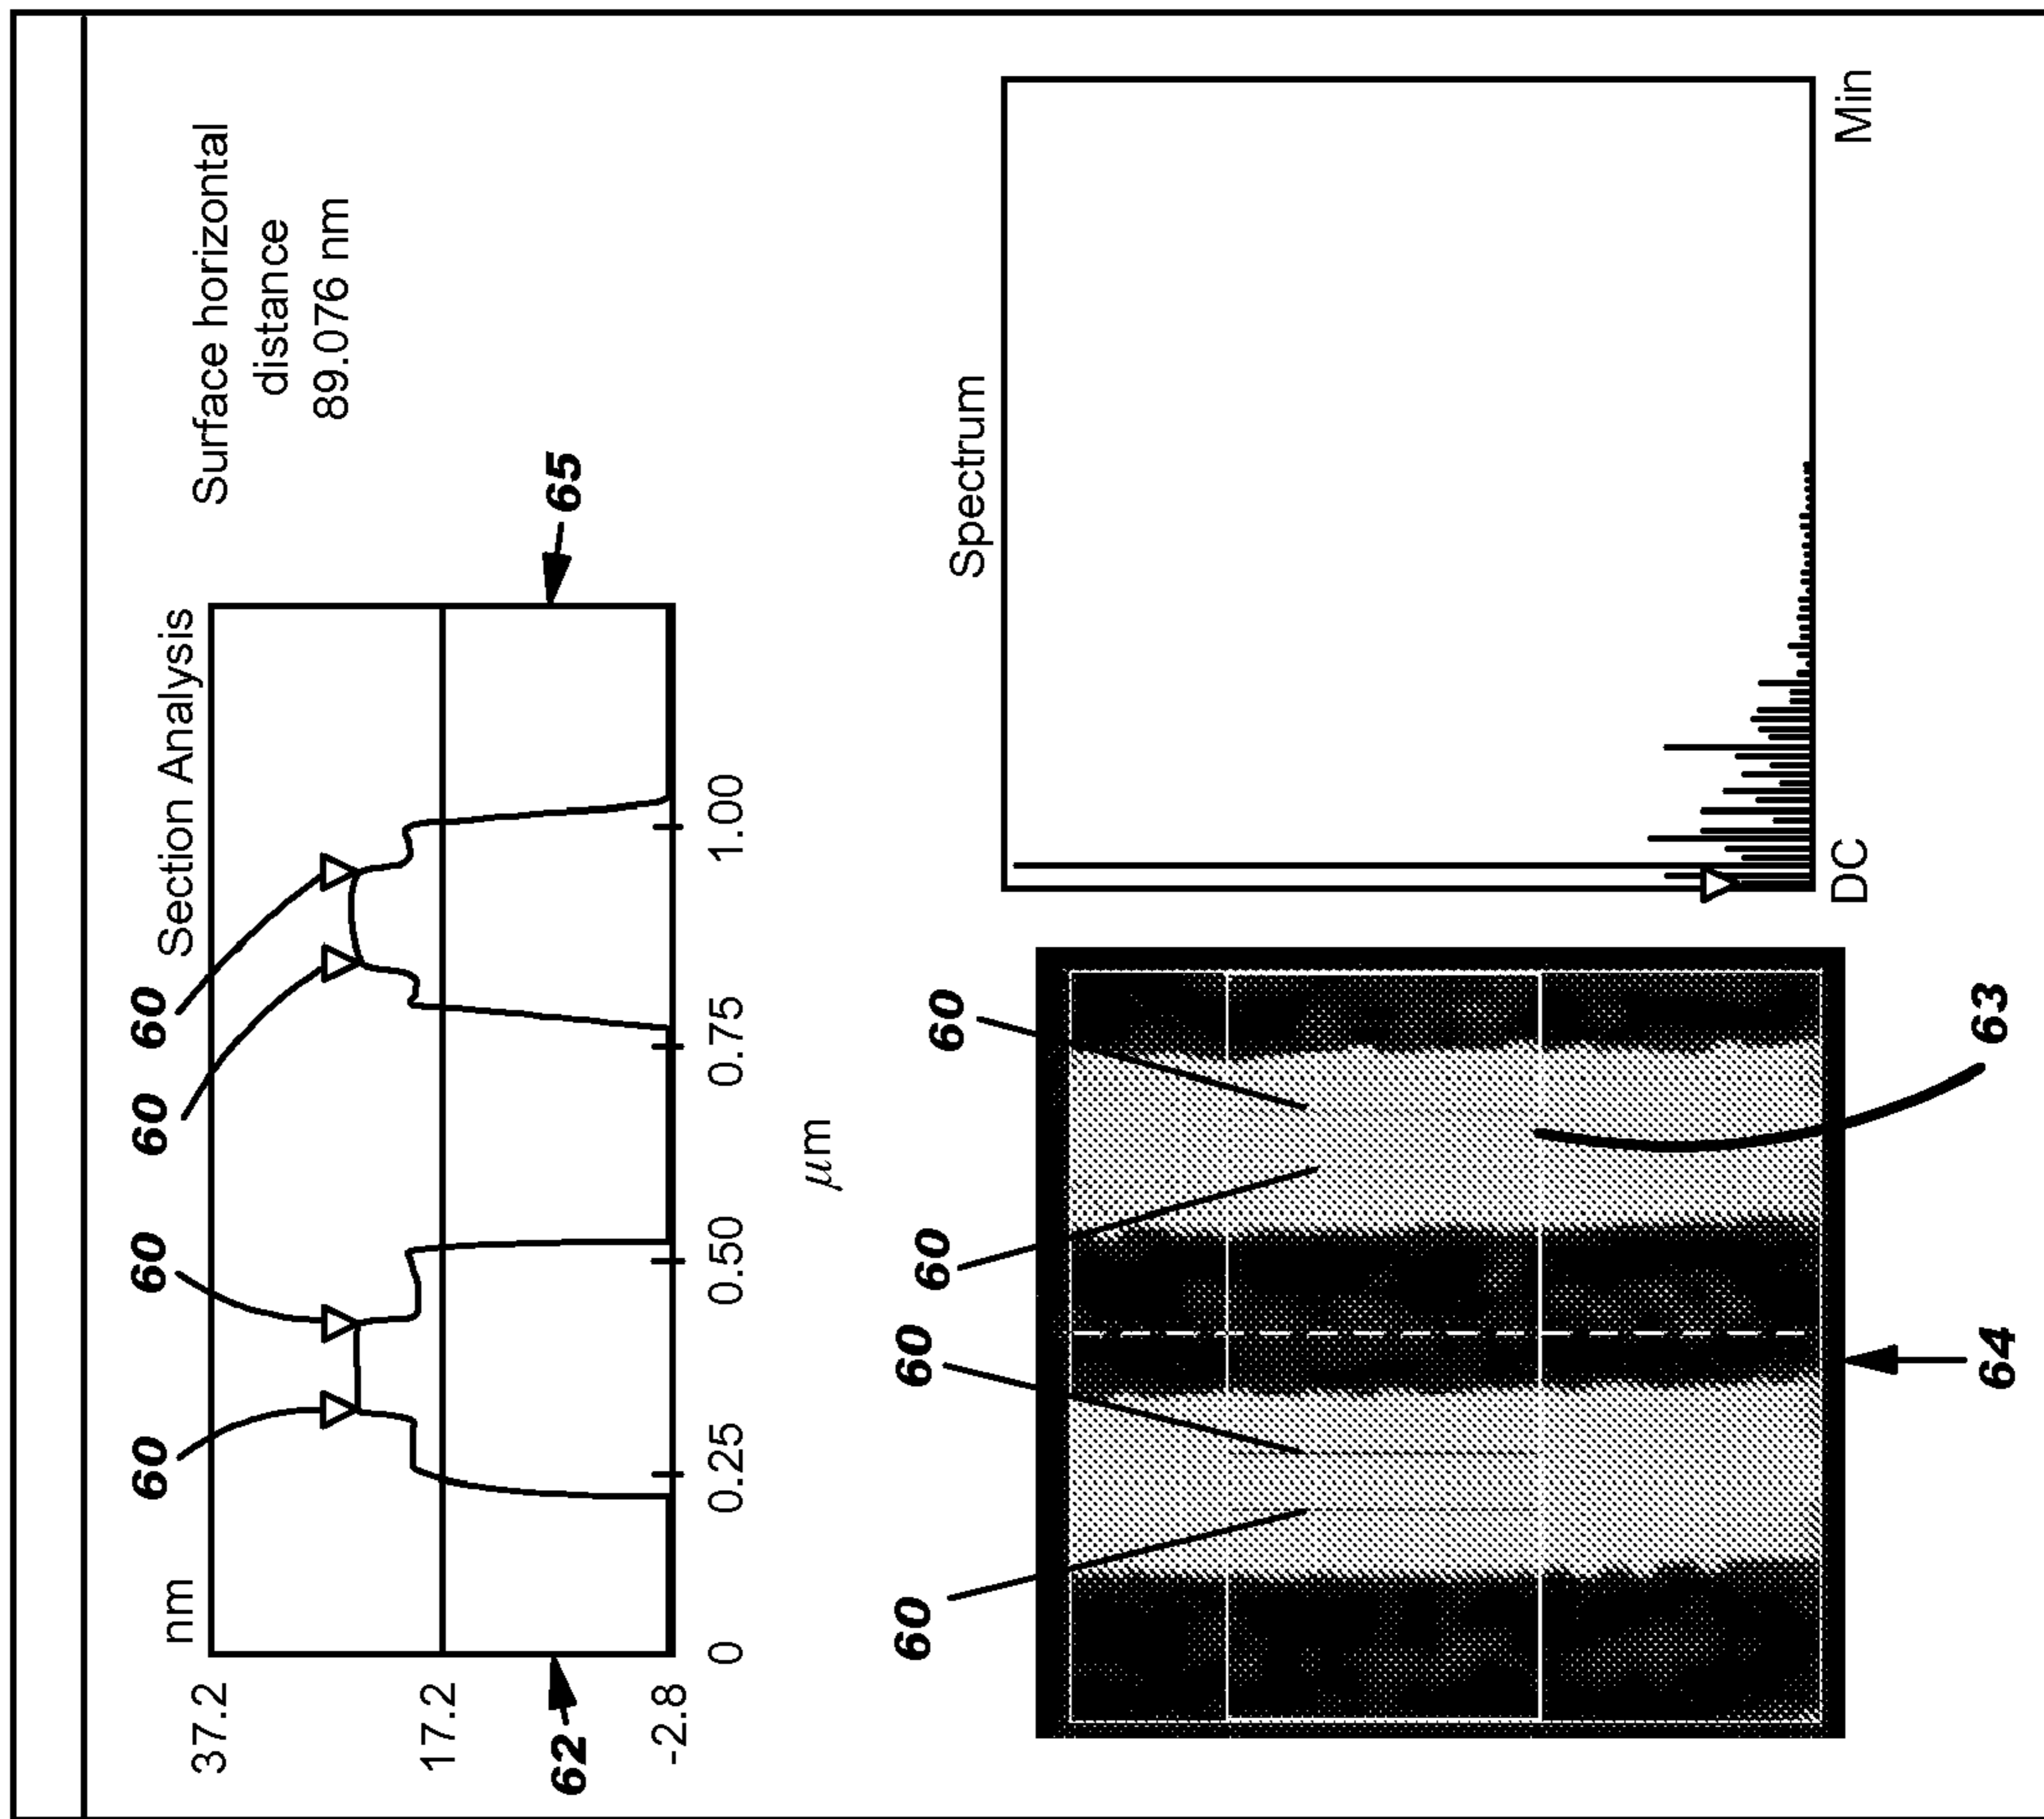 Section Analysis
nm
37.2
17.2
-2.8
0
0.25
0.50
0.75
1.00
μm
60
60
60
60
62
65
Surface horizontal
distance
89.076 nm
60
60
60
60
63
64
Spectrum
DC
Min